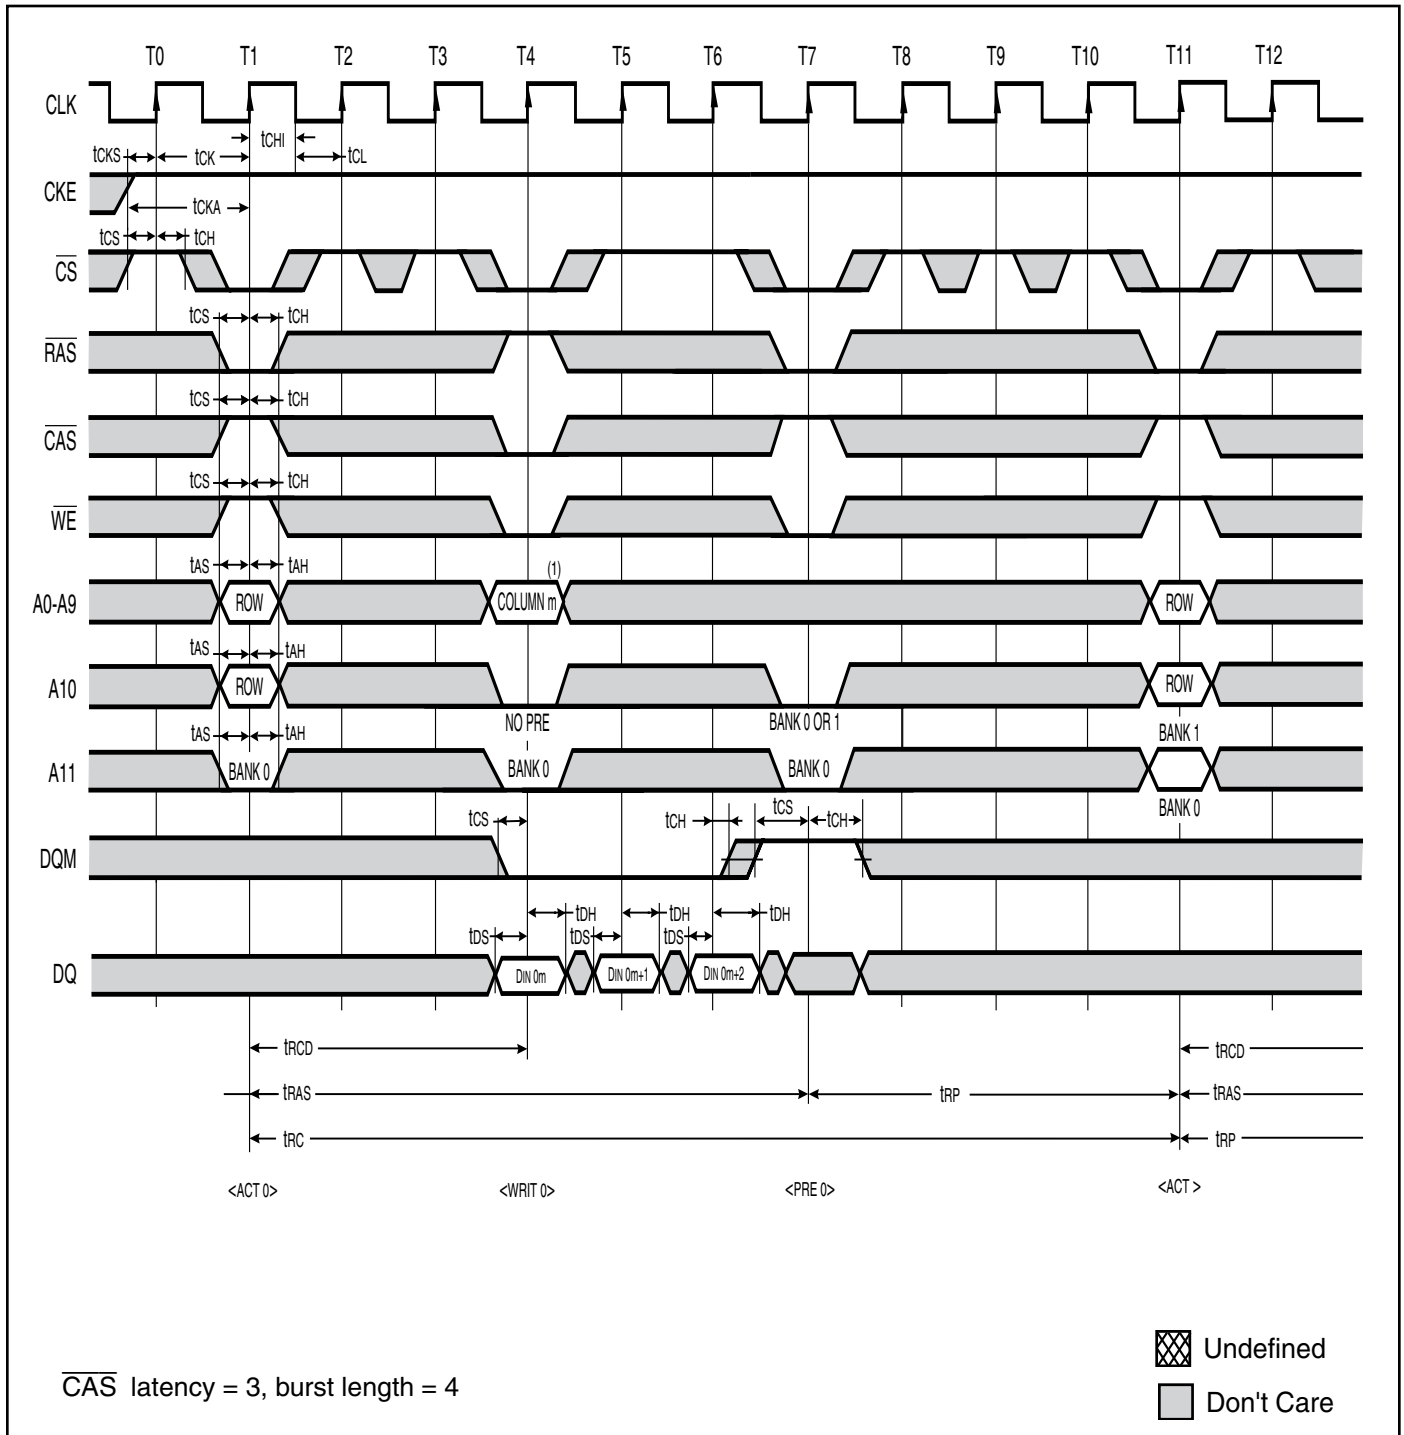 T0 T1 T2 T3 T4 T5 T6 T7 T8 T9 T10 T11 T12
CLK
tCHI
tCKS tCK tCL
CKE
tCKA
tCS tCH
CS
tCS tCH
RAS
tCS tCH
CAS
tCS tCH
WE
tAS tAH (1)
A0-A9 ROW COLUMN m ROW
tAS tAH
A10 ROW ROW
NO PRE BANK 0 OR 1 BANK 1
tAS tAH
A11 BANK 0 BANK 0 BANK 0
BANK 0
tCS tCH tCS tCH
DQM
tDH tDH tDH
tDS tDS tDS
DQ DIN 0m DIN 0m+1 DIN 0m+2
tRCD tRCD
tRAS tRP tRAS
tRC tRP
<ACT 0> <WRIT 0> <PRE 0> <ACT >
Undefined
CAS latency = 3, burst length = 4
Don't Care